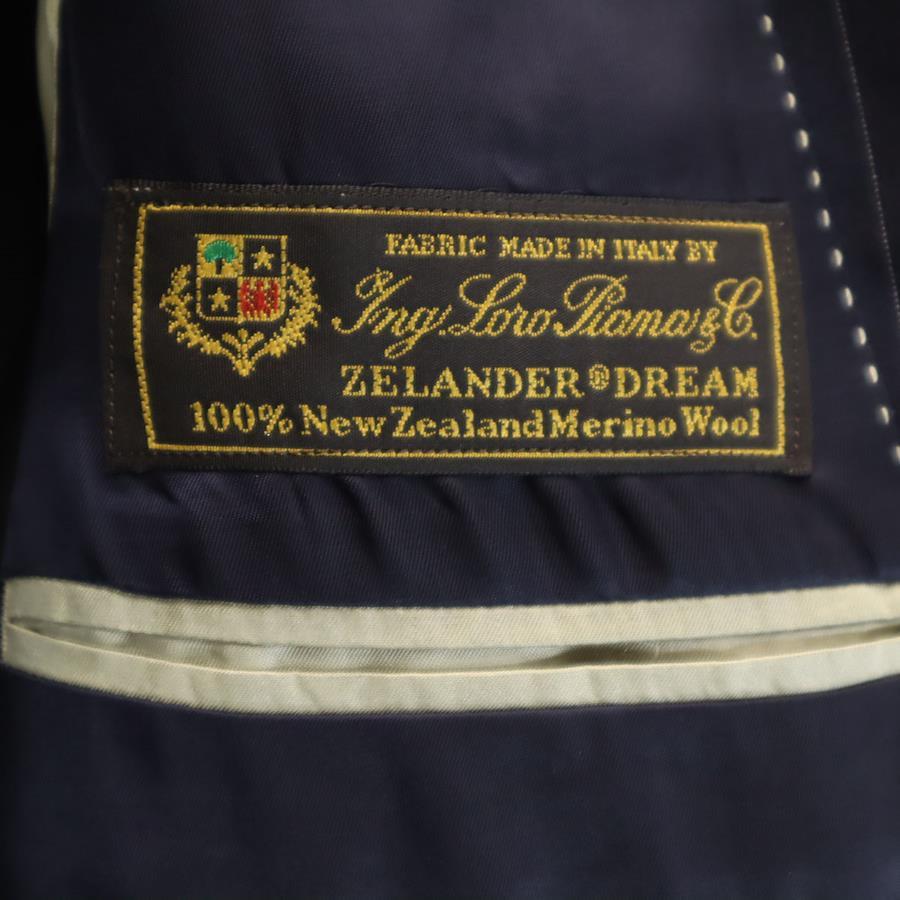 FABRIC MADE IN ITALY BY
Ing. Loro Piana & C.
ZELANDER® DREAM
100% New Zealand Merino Wool